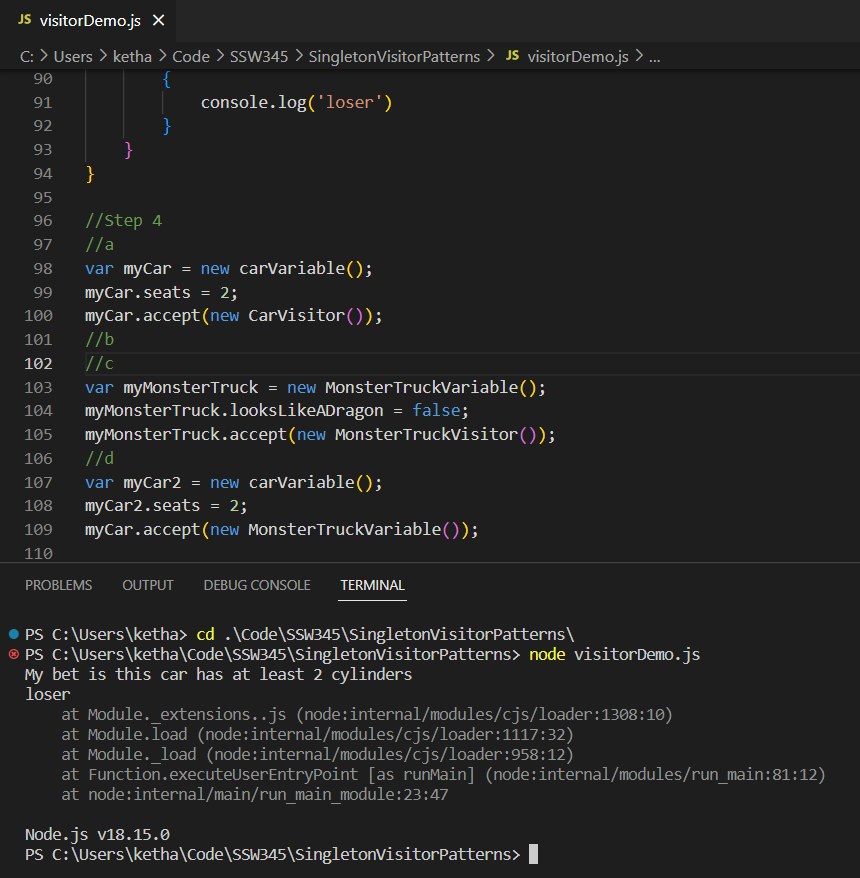 JS visitorDemo.js ×
C: > Users > ketha > Code > SSW345 > SingletonVisitorPatterns > JS visitorDemo.js > ...
90 {
91 console.log('loser')
92 }
93 }
94 }
95
96 //Step 4
97 //a
98 var myCar = new carVariable();
99 myCar.seats = 2;
100 myCar.accept(new CarVisitor());
101 //b
102 //c
103 var myMonsterTruck = new MonsterTruckVariable();
104 myMonsterTruck.looksLikeADragon = false;
105 myMonsterTruck.accept(new MonsterTruckVisitor());
106 //d
107 var myCar2 = new carVariable();
108 myCar2.seats = 2;
109 myCar.accept(new MonsterTruckVariable());
110
PROBLEMS OUTPUT DEBUG CONSOLE TERMINAL
PS C:\Users\ketha> cd .\Code\SSW345\SingletonVisitorPatterns\
PS C:\Users\ketha\Code\SSW345\SingletonVisitorPatterns> node visitorDemo.js
My bet is this car has at least 2 cylinders
loser
at Module._extensions..js (node:internal/modules/cjs/loader:1308:10)
at Module.load (node:internal/modules/cjs/loader:1117:32)
at Module._load (node:internal/modules/cjs/loader:958:12)
at Function.executeUserEntryPoint [as runMain] (node:internal/modules/run_main:81:12)
at node:internal/main/run_main_module:23:47
Node.js v18.15.0
PS C:\Users\ketha\Code\SSW345\SingletonVisitorPatterns>